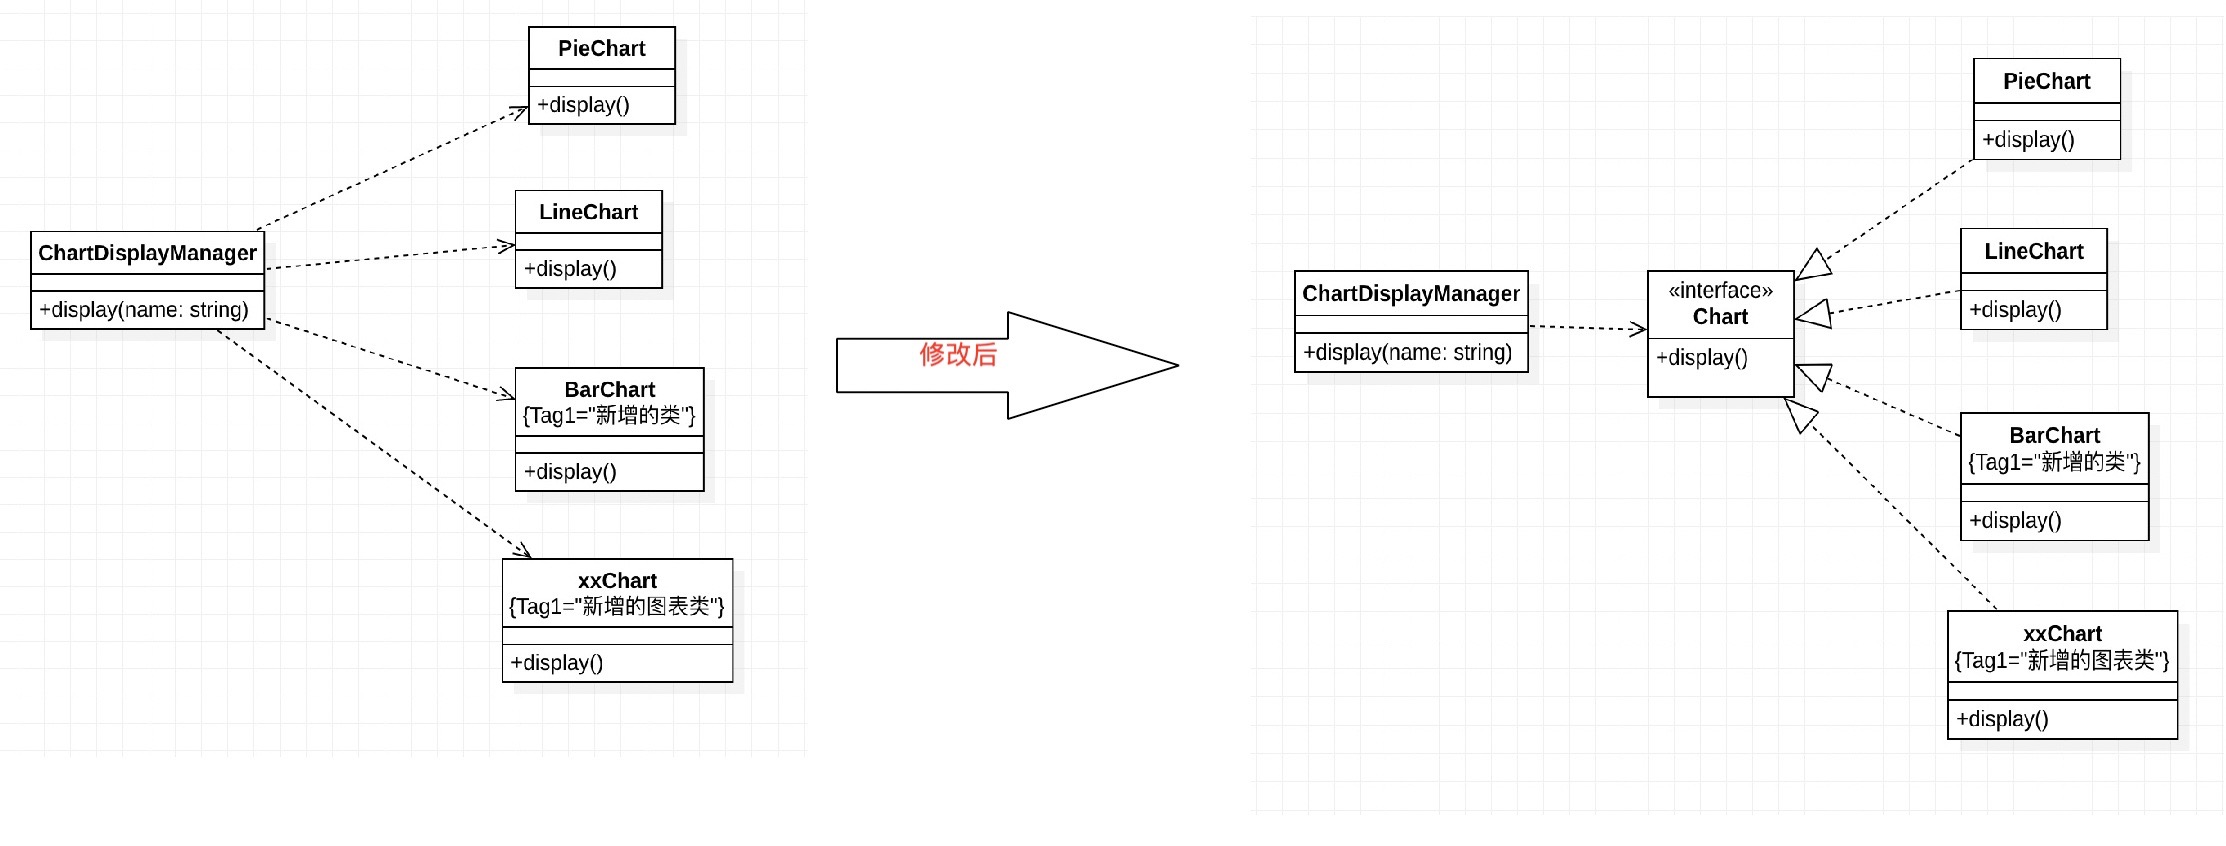 PieChart
+display()
LineChart
+display()
ChartDisplayManager
+display(name: string)
BarChart
{Tag1="新增的类"}
+display()
xxChart
{Tag1="新增的图表类"}
+display()
修改后
PieChart
+display()
LineChart
+display()
ChartDisplayManager
+display(name: string)
«interface»
Chart
+display()
BarChart
{Tag1="新增的类"}
+display()
xxChart
{Tag1="新增的图表类"}
+display()